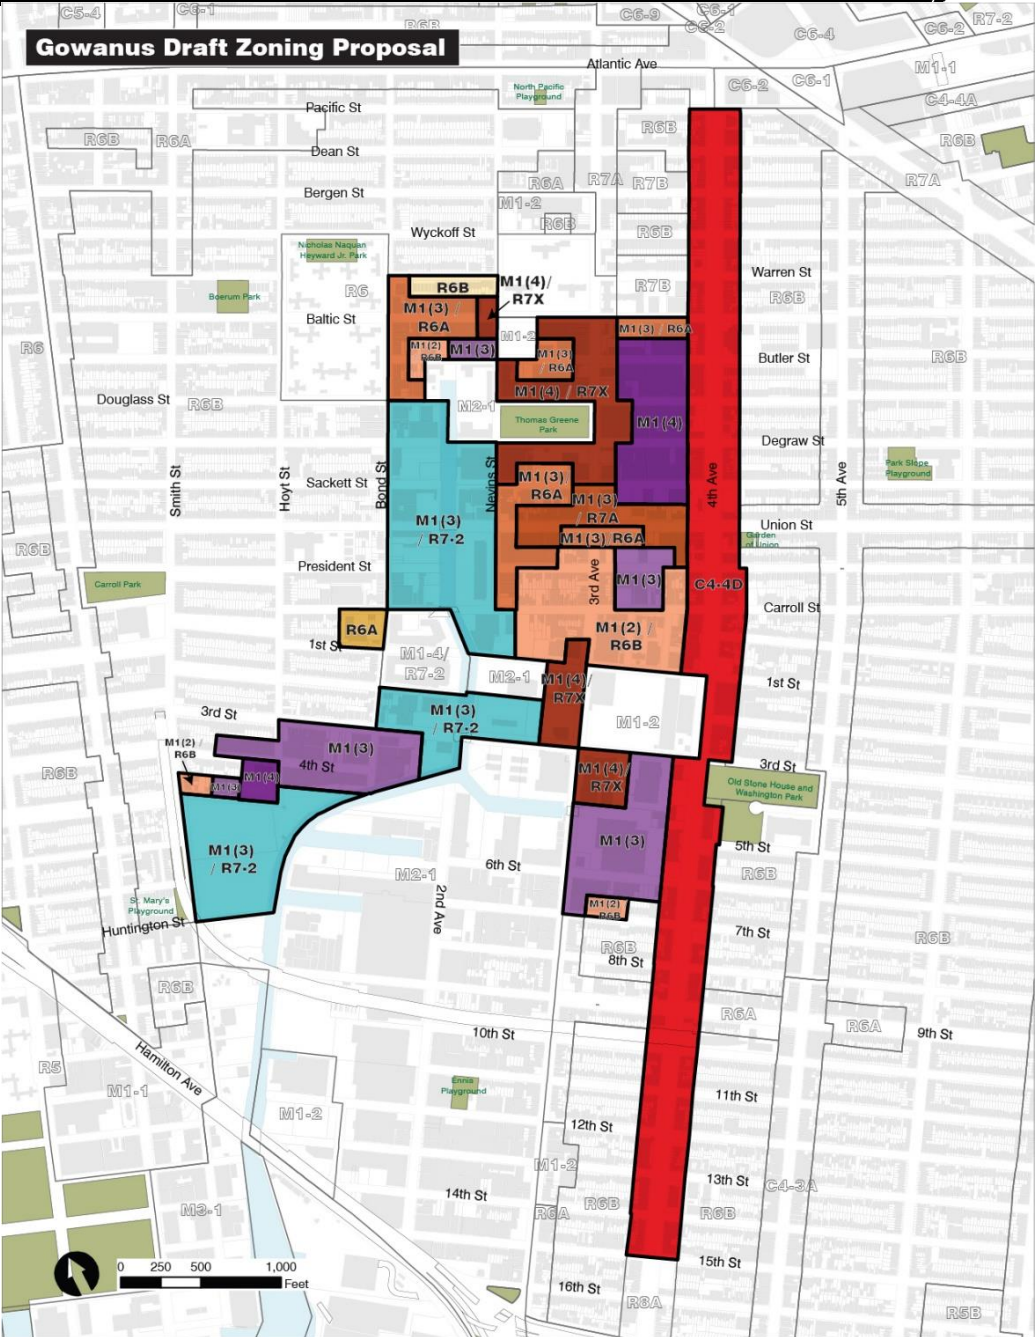 C5-4
C6-1
R6B
C6-9
C6-1
C6-2
C6-4
C6-2
R7-2
Gowanus Draft Zoning Proposal
Atlantic Ave
M1-1
C6-2
C6-1
C4-4A
North Pacific
Playground
Pacific St
R6B
R6A
R6B
R6B
Dean St
R6A
R7A
R7B
R7A
Bergen St
M1-2
R6B
Wyckoff St
R6B
Nicholas Naquan
Heyward Jr. Park
Warren St
R6B
M1(4)/
R7X
R7B
R6B
Boerum Park
R6
M1(3) /
R6A
Baltic St
M1-2
M1(3) / R6A
R6
M1(2)
R6B
M1(3)
M1(3)
/ R6A
Butler St
R6B
M1(4) / R7X
Douglass St
R6B
M2-1
Thomas Greene
Park
M1(4)
Degraw St
Smith St
Hoyt St
Bond St
Nevins St
4th Ave
5th Ave
Park Slope
Playground
Sackett St
M1(3)
R6A
M1(3)
/ R7A
M1(3)
/ R7-2
Union St
Garden
of Union
M1(3) R6A
R6B
President St
3rd Ave
M1(3)
C4-4D
Carroll Park
Carroll St
R6A
M1(2) /
R6B
1st St
M1-4/
R7-2
M2-1
M1(4)/
R7X
1st St
3rd St
M1(3)
/ R7-2
M1-2
M1(2) /
R6B
M1(3)
4th St
3rd St
R6B
M1(3)
M1(4)
M1(4)/
R7X
Old Stone House and
Washington Park
M1(3)
/ R7-2
M1(3)
5th St
6th St
M2-1
R6B
2nd Ave
St. Mary's
Playground
M1(2)
R6B
Huntington St
7th St
R6B
R6B
8th St
R6B
R6A
R6A
9th St
10th St
Hamilton Ave
R5
M1-1
Ennis
Playground
11th St
M1-2
12th St
M1-2
13th St
C4-3A
14th St
M3-1
R6A
R6B
R6B
0 250 500 1,000
Feet
15th St
16th St
R8A
R5B